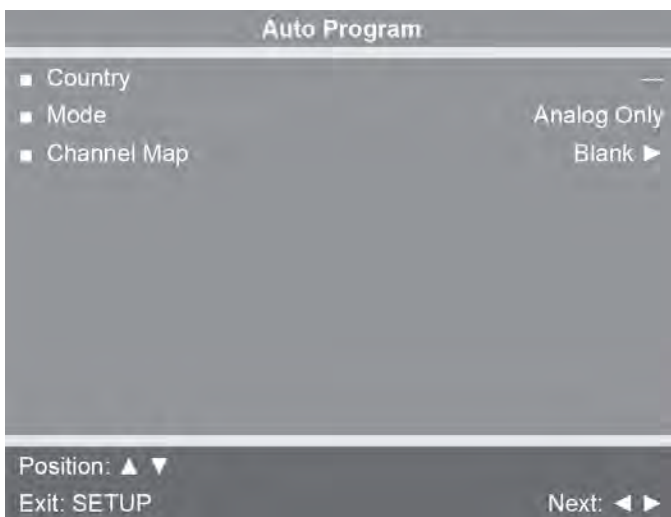 Auto Program
■ Country —
■ Mode Analog Only
■ Channel Map Blank ►
Position: ▲ ▼
Exit: SETUP Next: ◄ ►